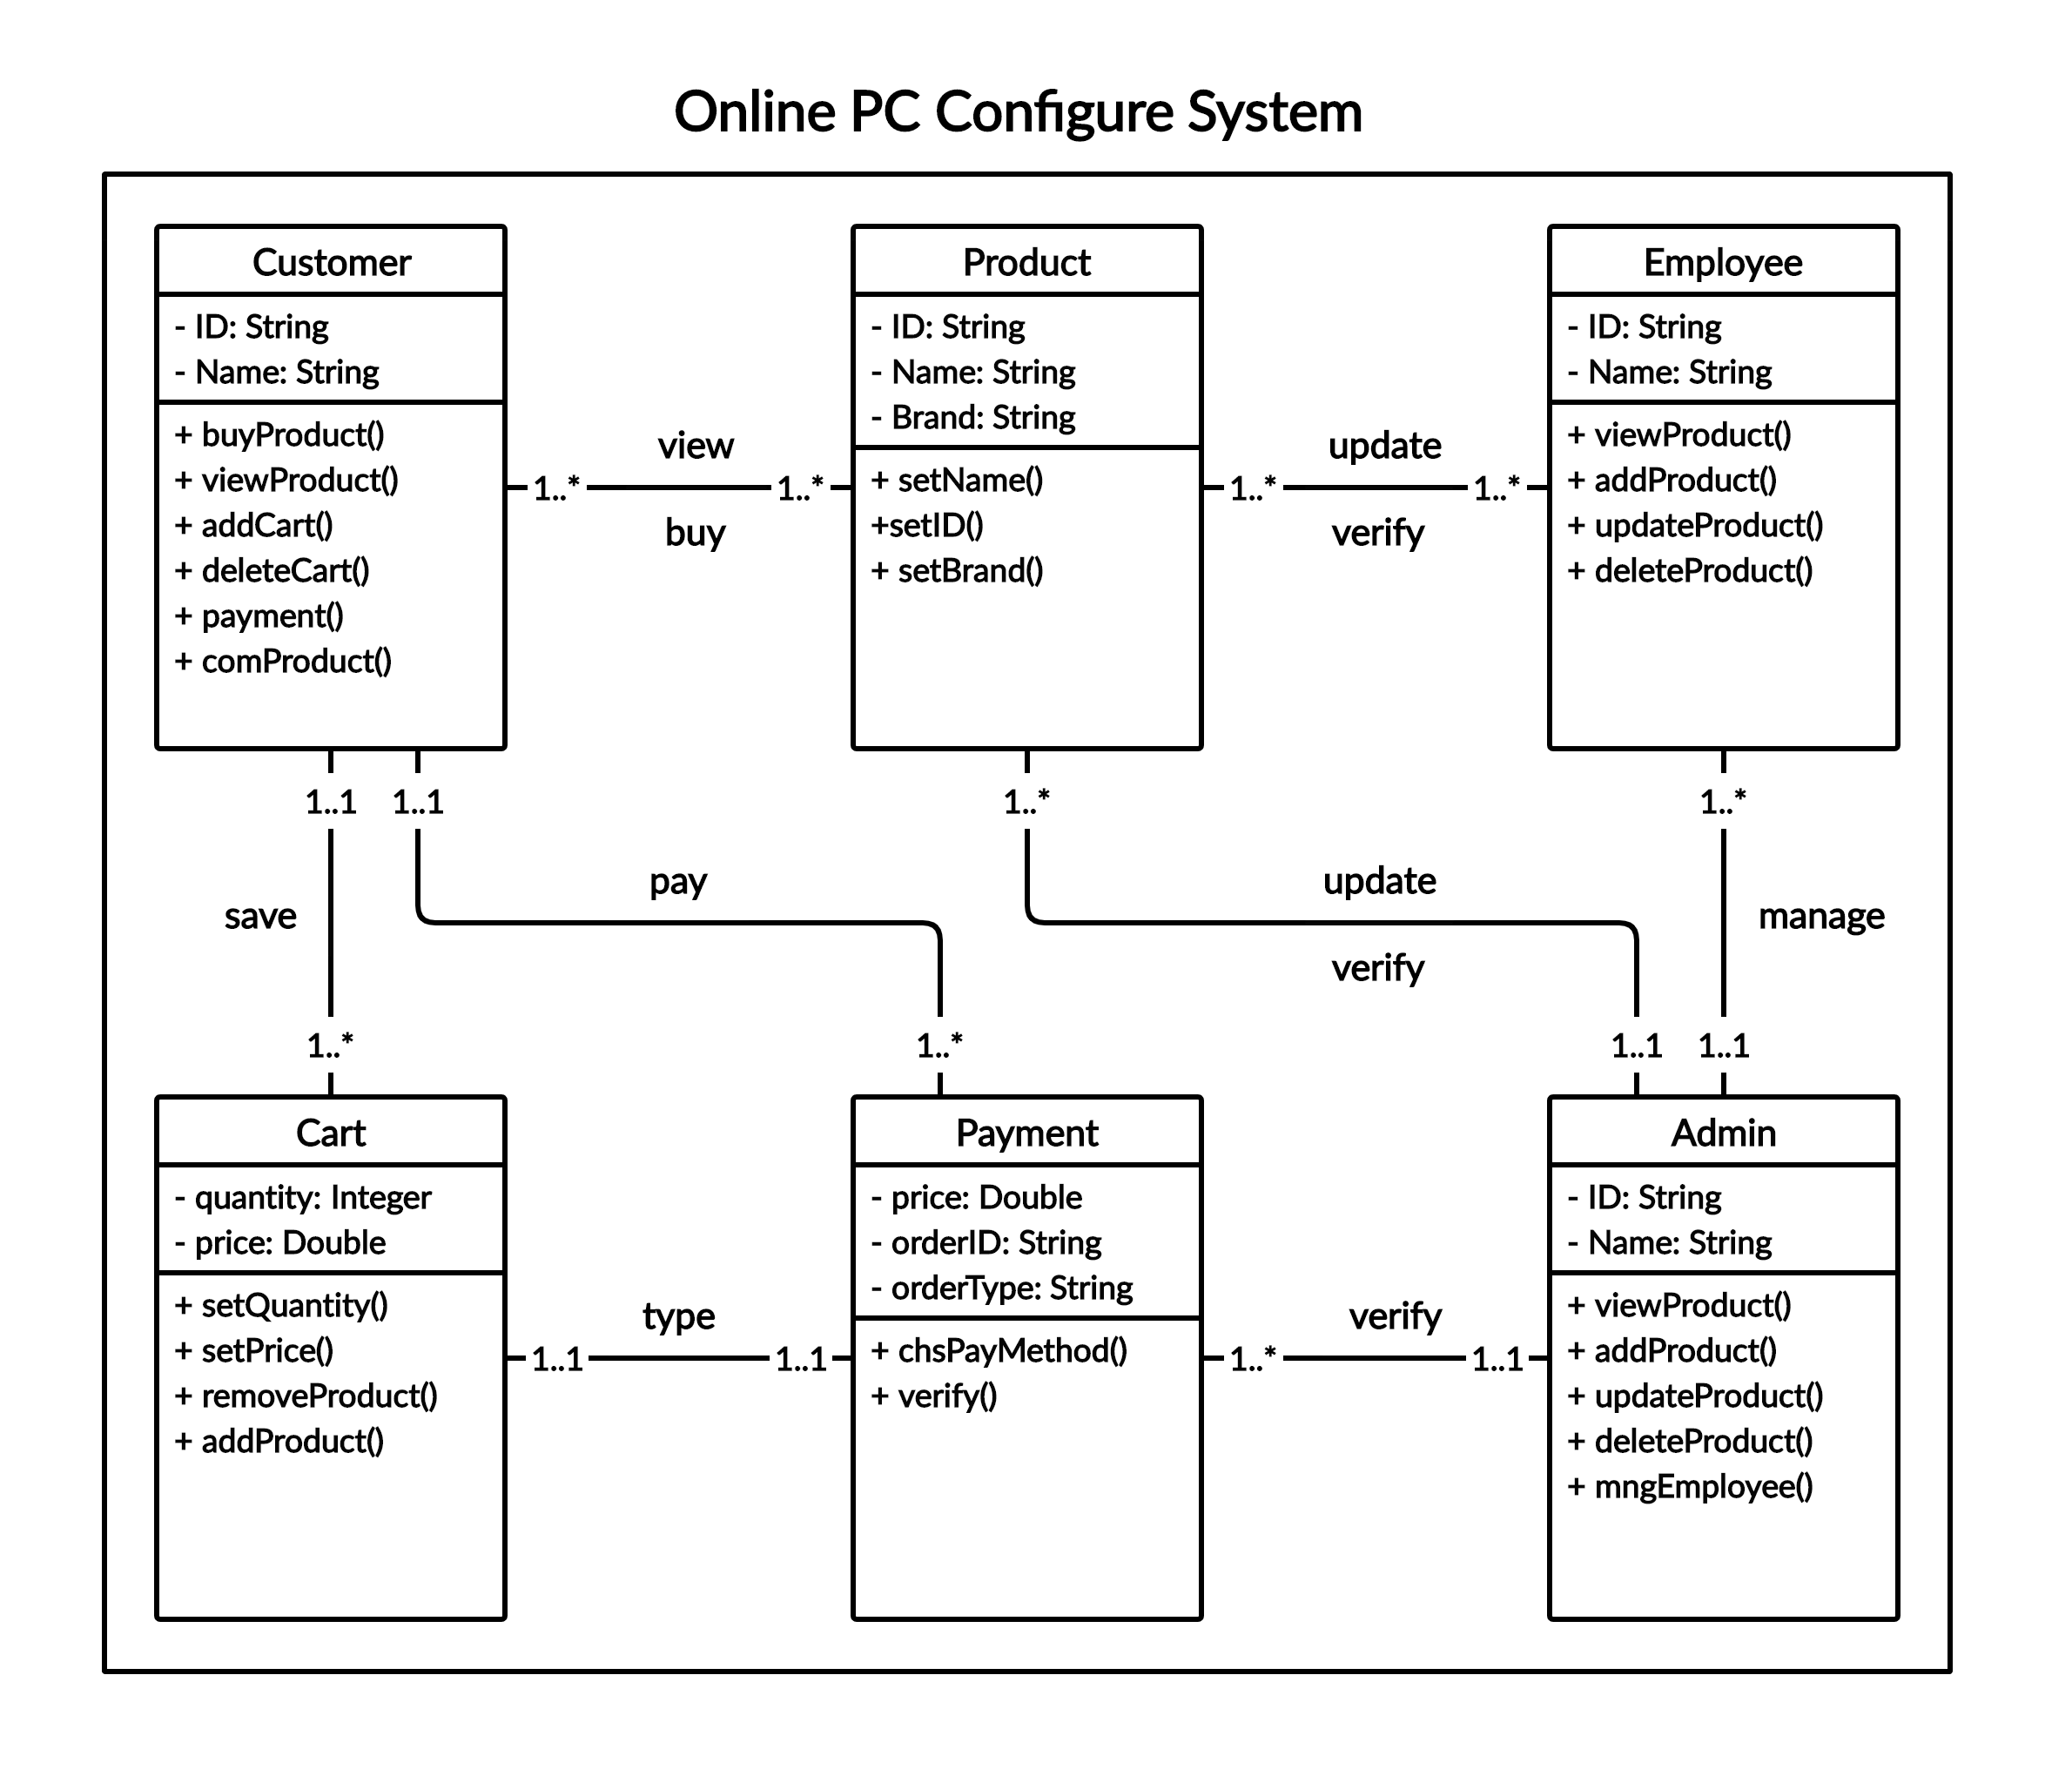 Online PC Configure System
Customer
- ID: String
- Name: String
+ buyProduct()
+ viewProduct()
+ addCart()
+ deleteCart()
+ payment()
+ comProduct()
view
1..*
1..*
buy
Product
- ID: String
- Name: String
- Brand: String
+ setName()
+setID()
+ setBrand()
update
1..*
1..*
verify
Employee
- ID: String
- Name: String
+ viewProduct()
+ addProduct()
+ updateProduct()
+ deleteProduct()
1..1
save
1..*
1..1
pay
1..*
1..*
update
verify
1..1
1..*
manage
1..1
Cart
- quantity: Integer
- price: Double
+ setQuantity()
+ setPrice()
+ removeProduct()
+ addProduct()
type
1..1
1..1
Payment
- price: Double
- orderID: String
- orderType: String
+ chsPayMethod()
+ verify()
verify
1..*
1..1
Admin
- ID: String
- Name: String
+ viewProduct()
+ addProduct()
+ updateProduct()
+ deleteProduct()
+ mngEmployee()